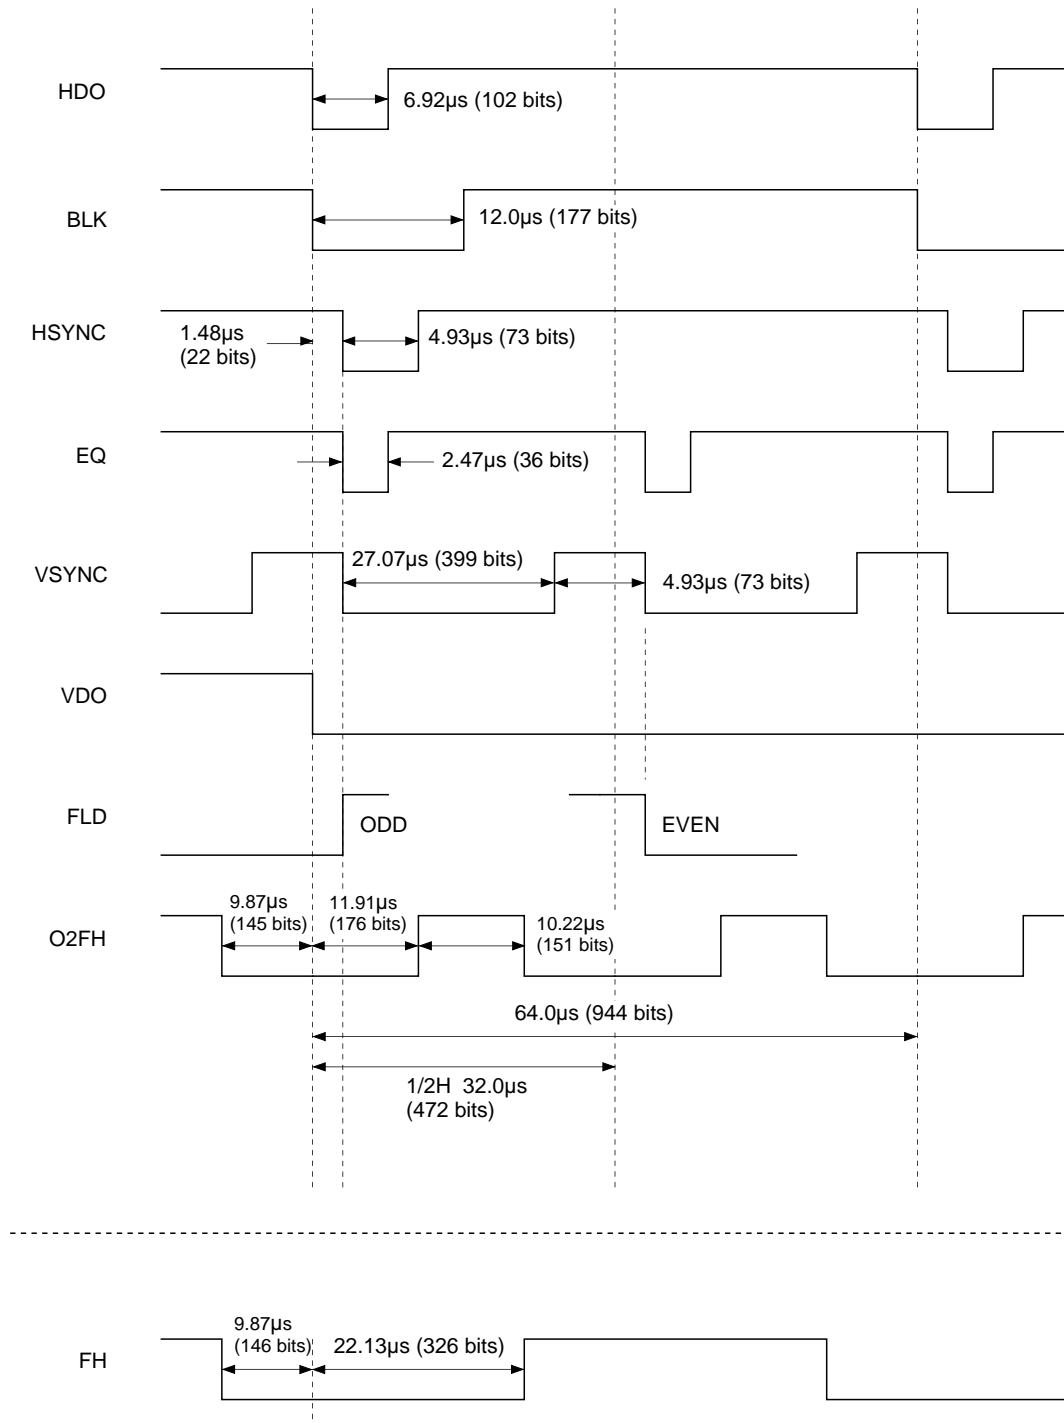 HDO
6.92µs (102 bits)
BLK
12.0µs (177 bits)
HSYNC
1.48µs
(22 bits)
4.93µs (73 bits)
EQ
2.47µs (36 bits)
VSYNC
27.07µs (399 bits)
4.93µs (73 bits)
VDO
FLD
ODD
EVEN
O2FH
9.87µs
(145 bits)
11.91µs
(176 bits)
10.22µs
(151 bits)
64.0µs (944 bits)
1/2H 32.0µs
(472 bits)
FH
9.87µs
(146 bits)
22.13µs (326 bits)